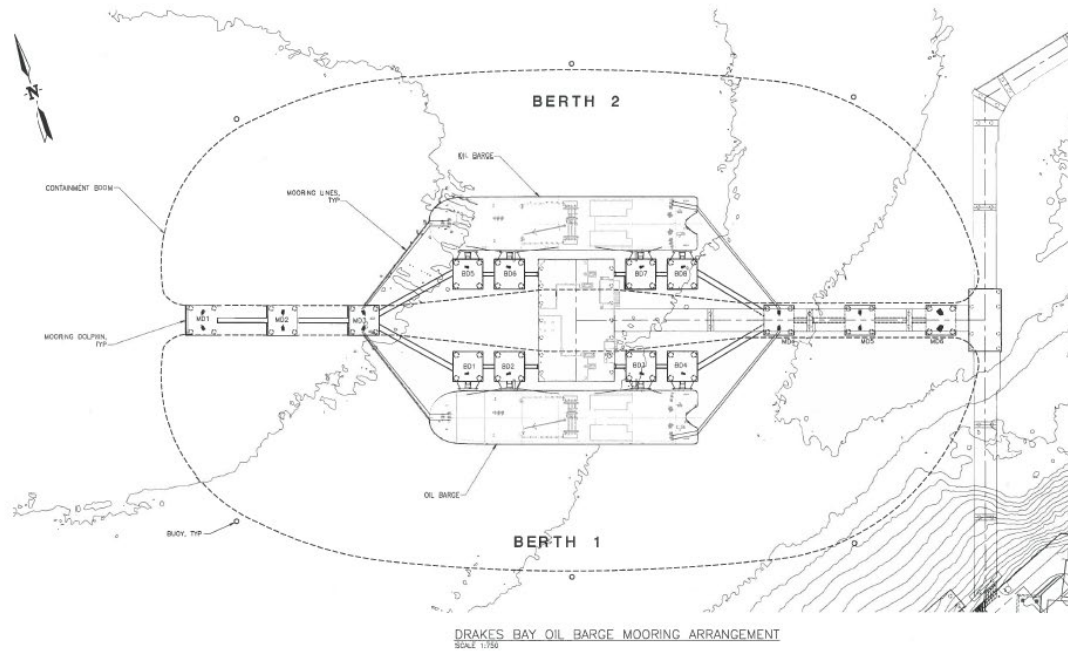 N
BERTH 2
OIL BARGE
CONTAINMENT BOOM
MOORING LINES,
TYP
BD5 BD6 BD7 BD8
MD1 MD2 MD3 MD4 MD5 MD6
MOORING DOLPHIN,
TYP
BD1 BD2 BD3 BD4
OIL BARGE
BUOY, TYP
BERTH 1
DRAKES BAY OIL BARGE MOORING ARRANGEMENT
SCALE 1:750